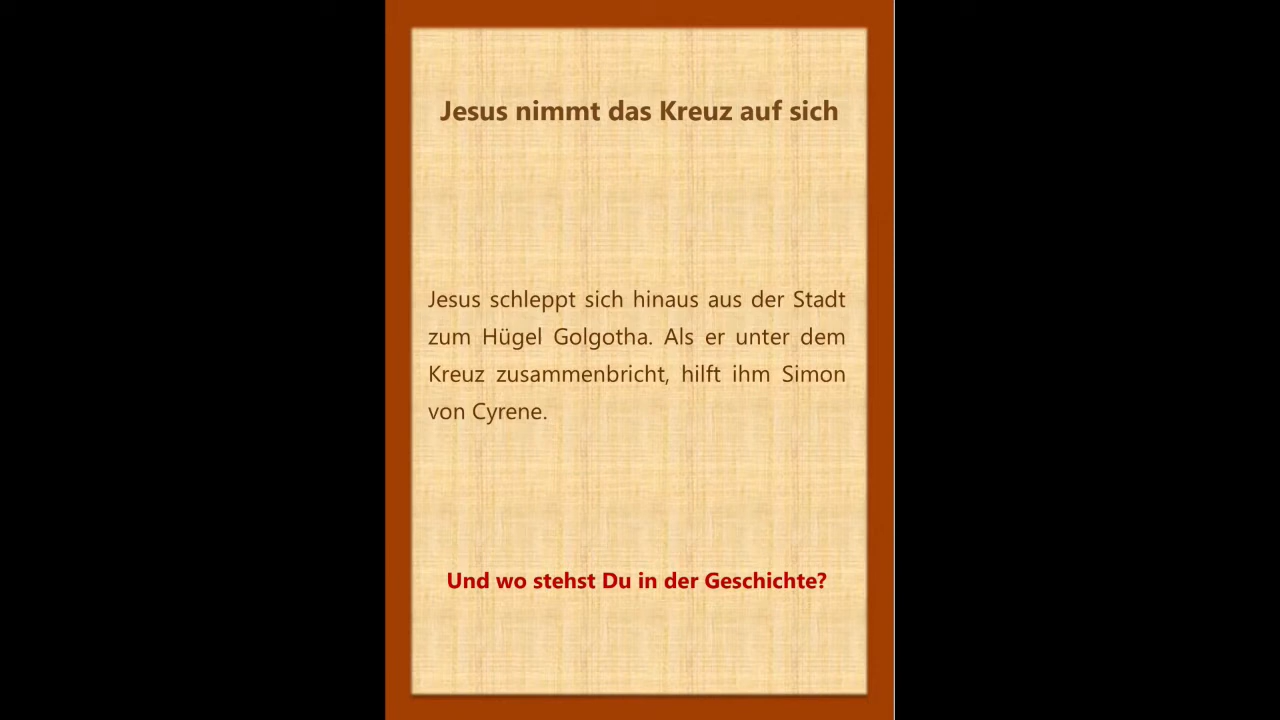 Jesus nimmt das Kreuz auf sich
Jesus schleppt sich hinaus aus der Stadt
zum Hügel Golgotha. Als er unter dem
Kreuz zusammenbricht, hilft ihm Simon
von Cyrene.
Und wo stehst Du in der Geschichte?